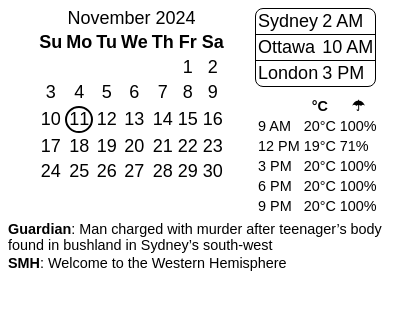 November 2024
Su Mo Tu We Th Fr Sa
1 2
3 4 5 6 7 8 9
10 11 12 13 14 15 16
17 18 19 20 21 22 23
24 25 26 27 28 29 30
Sydney 2 AM
Ottawa 10 AM
London 3 PM
°C ☂
9 AM 20°C 100%
12 PM 19°C 71%
3 PM 20°C 100%
6 PM 20°C 100%
9 PM 20°C 100%
Guardian: Man charged with murder after teenager’s body
found in bushland in Sydney’s south-west
SMH: Welcome to the Western Hemisphere